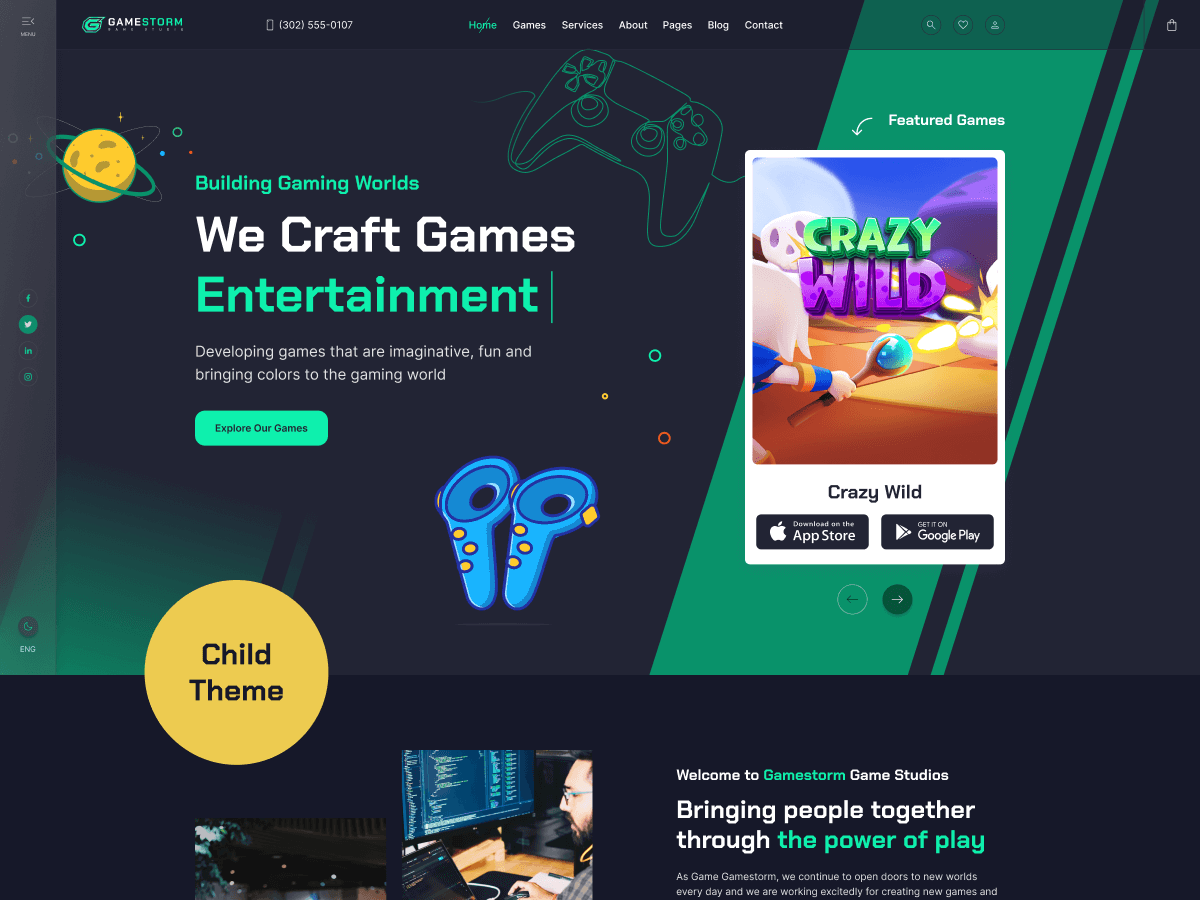 MENU
GAMESTORM
GAME STUDIO
(302) 555-0107
Home
Games
Services
About
Pages
Blog
Contact
Featured Games
Building Gaming Worlds
We Craft Games
Entertainment
Developing games that are imaginative, fun and
bringing colors to the gaming world
Explore Our Games
CRAZY
WILD
Crazy Wild
Download on the
App Store
GET IT ON
Google Play
ENG
Child
Theme
Welcome to Gamestorm Game Studios
Bringing people together
through the power of play
As Game Gamestorm, we continue to open doors to new worlds
every day and we are working excitedly for creating new games and